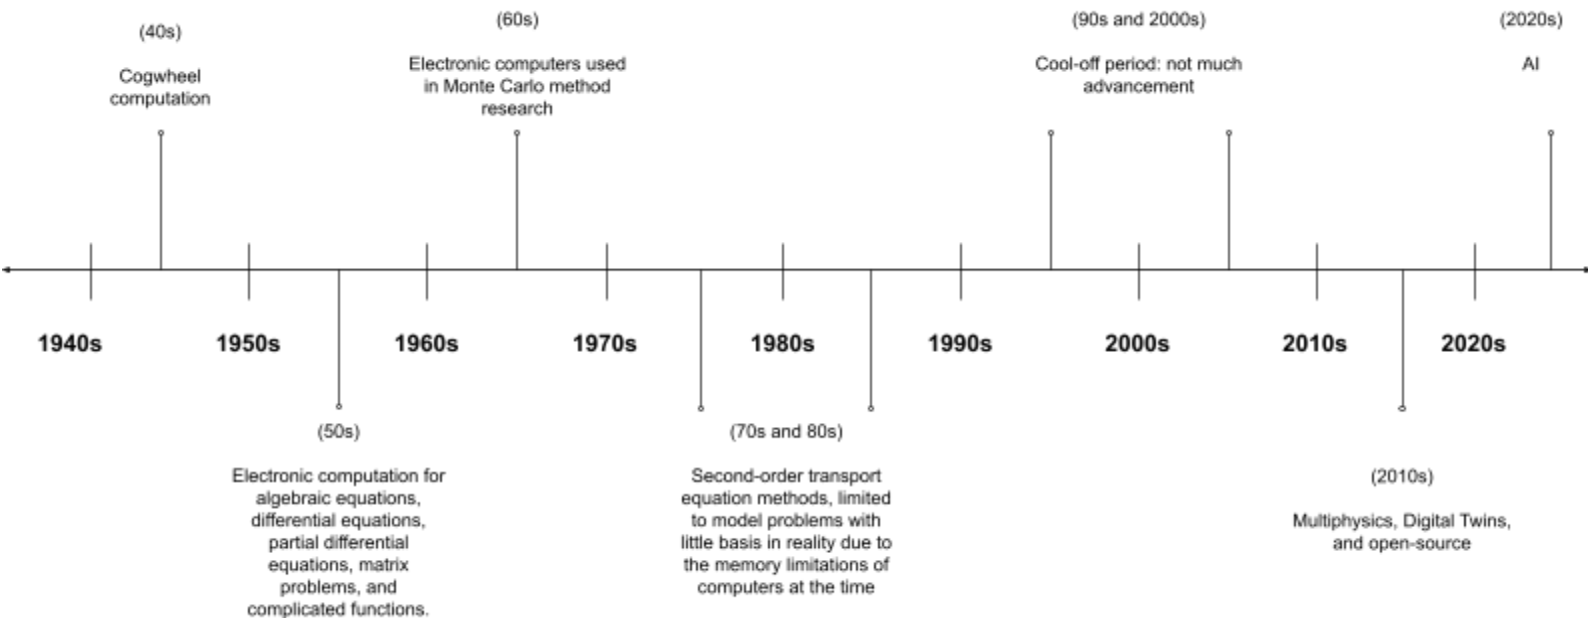 (40s)
Cogwheel
computation
(60s)
Electronic computers used
in Monte Carlo method
research
(90s and 2000s)
Cool-off period: not much
advancement
(2020s)
AI
1940s
1950s
1960s
1970s
1980s
1990s
2000s
2010s
2020s
(50s)
Electronic computation for
algebraic equations,
differential equations,
partial differential
equations, matrix
problems, and
complicated functions.
(70s and 80s)
Second-order transport
equation methods, limited
to model problems with
little basis in reality due to
the memory limitations of
computers at the time
(2010s)
Multiphysics, Digital Twins,
and open-source